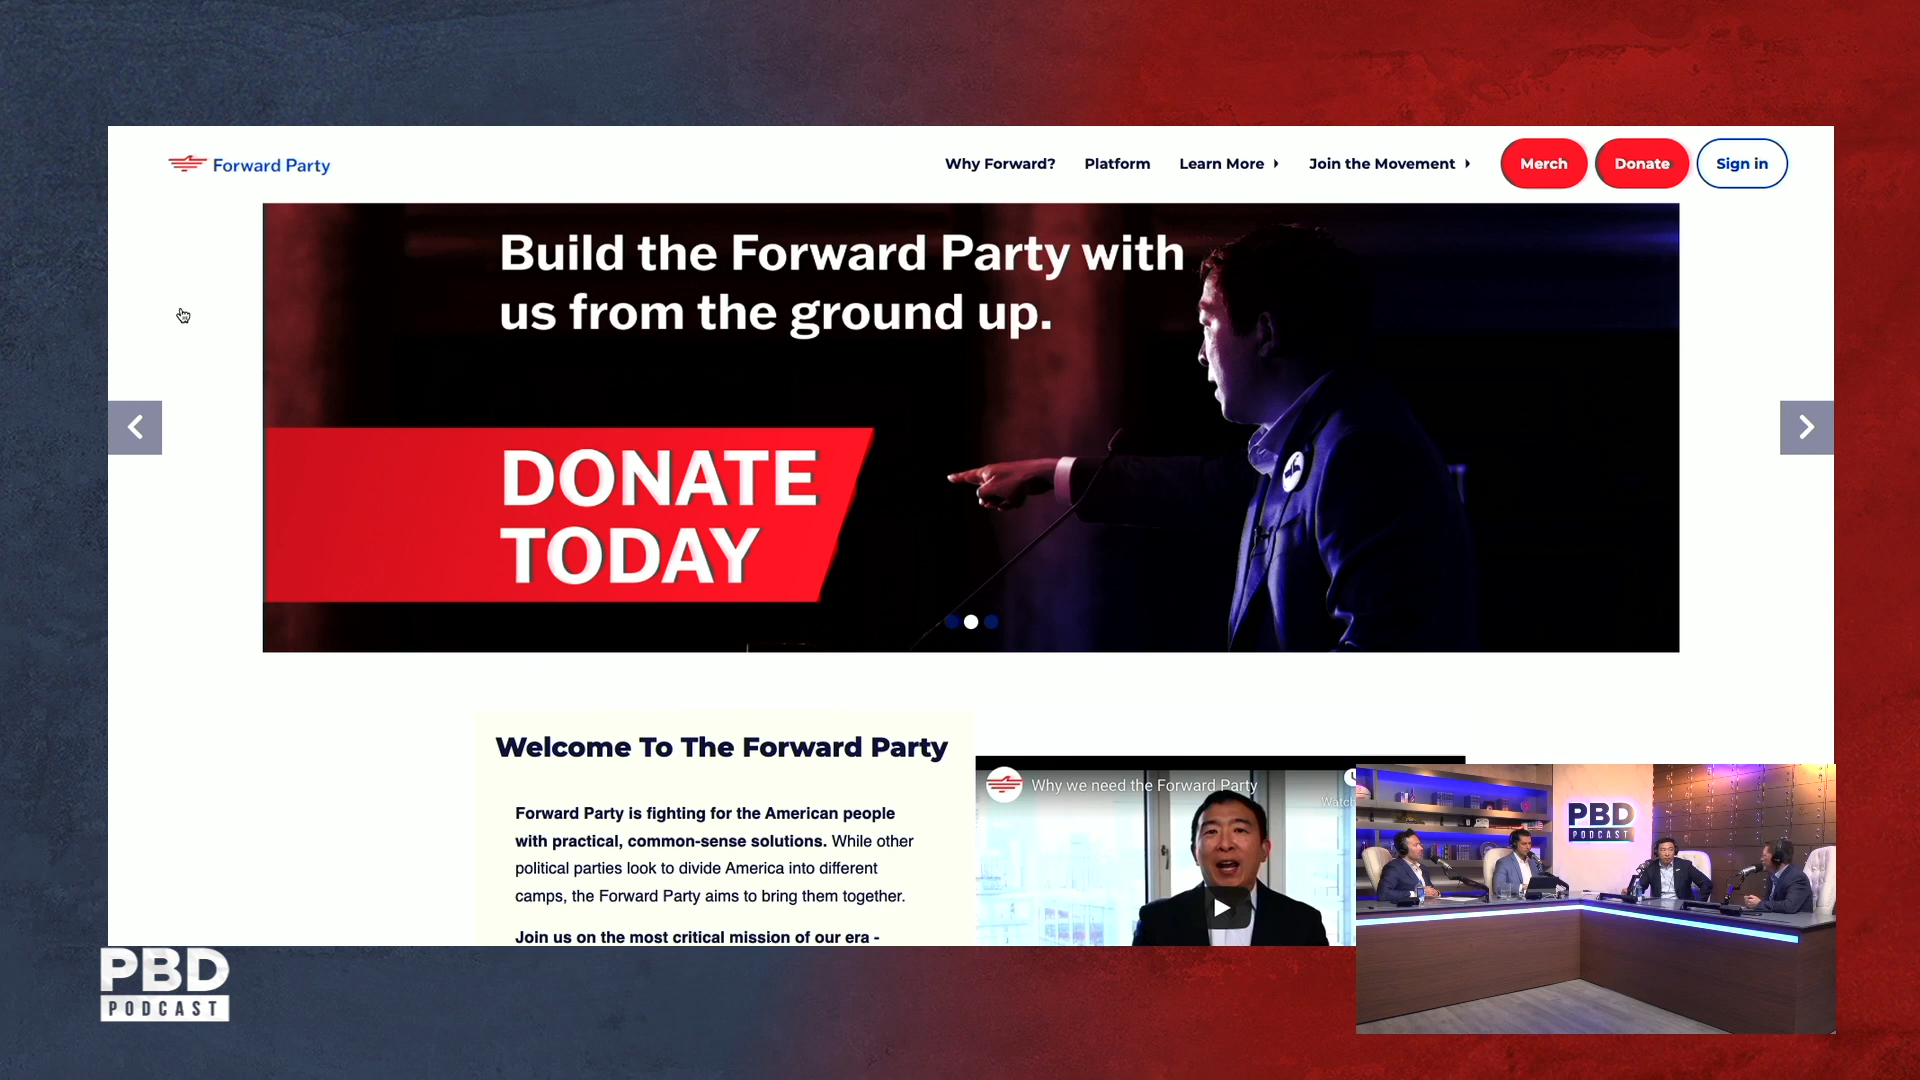 Forward Party
Why Forward?
Platform
Learn More
Join the Movement
Merch
Donate
Sign in
Build the Forward Party with
us from the ground up.
DONATE
TODAY
Welcome To The Forward Party
Forward Party is fighting for the American people
with practical, common-sense solutions. While other
political parties look to divide America into different
camps, the Forward Party aims to bring them together.
Join us on the most critical mission of our era -
Why we need the Forward Party
Watch
PBD
PODCAST
PBD
PODCAST